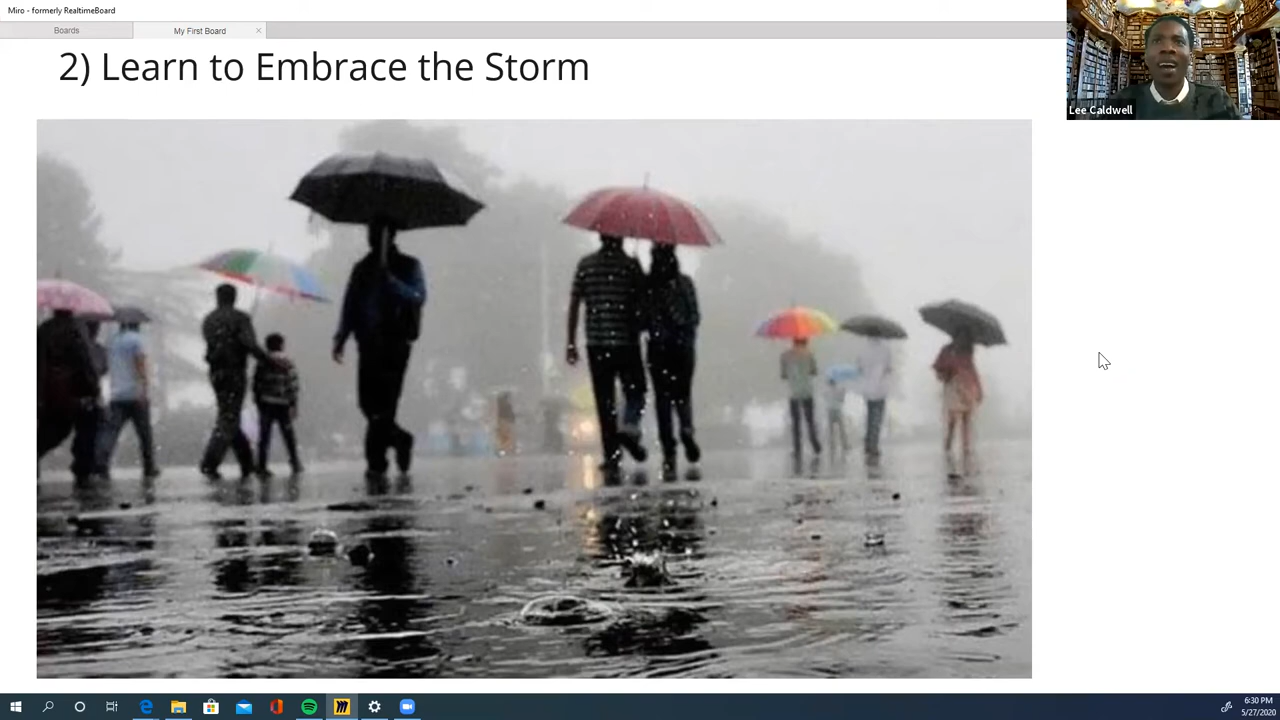 Miro - formerly RealtimeBoard
Boards
My First Board
2) Learn to Embrace the Storm
Lee Caldwell
6:30 PM
5/27/2020